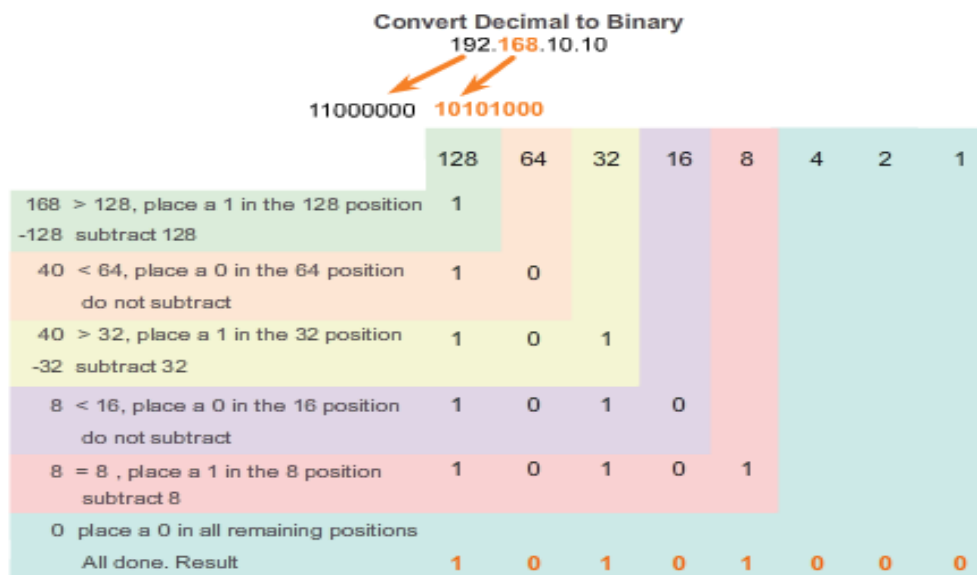 Convert Decimal to Binary
192.168.10.10
11000000 10101000
128 64 32 16 8 4 2 1
168 > 128, place a 1 in the 128 position 1
-128 subtract 128
40 < 64, place a 0 in the 64 position 1 0
do not subtract
40 > 32, place a 1 in the 32 position 1 0 1
-32 subtract 32
8 < 16, place a 0 in the 16 position 1 0 1 0
do not subtract
8 = 8 , place a 1 in the 8 position 1 0 1 0 1
subtract 8
0 place a 0 in all remaining positions
All done. Result 1 0 1 0 1 0 0 0